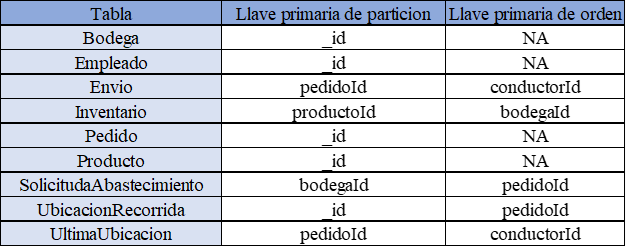 Tabla Llave primaria de particion Llave primaria de orden
Bodega _id NA
Empleado _id NA
Envio pedidoId conductorId
Inventario productoId bodegaId
Pedido _id NA
Producto _id NA
SolicitudaAbastecimiento bodegaId pedidoId
UbicacionRecorrida _id pedidoId
UltimaUbicacion pedidoId conductorId